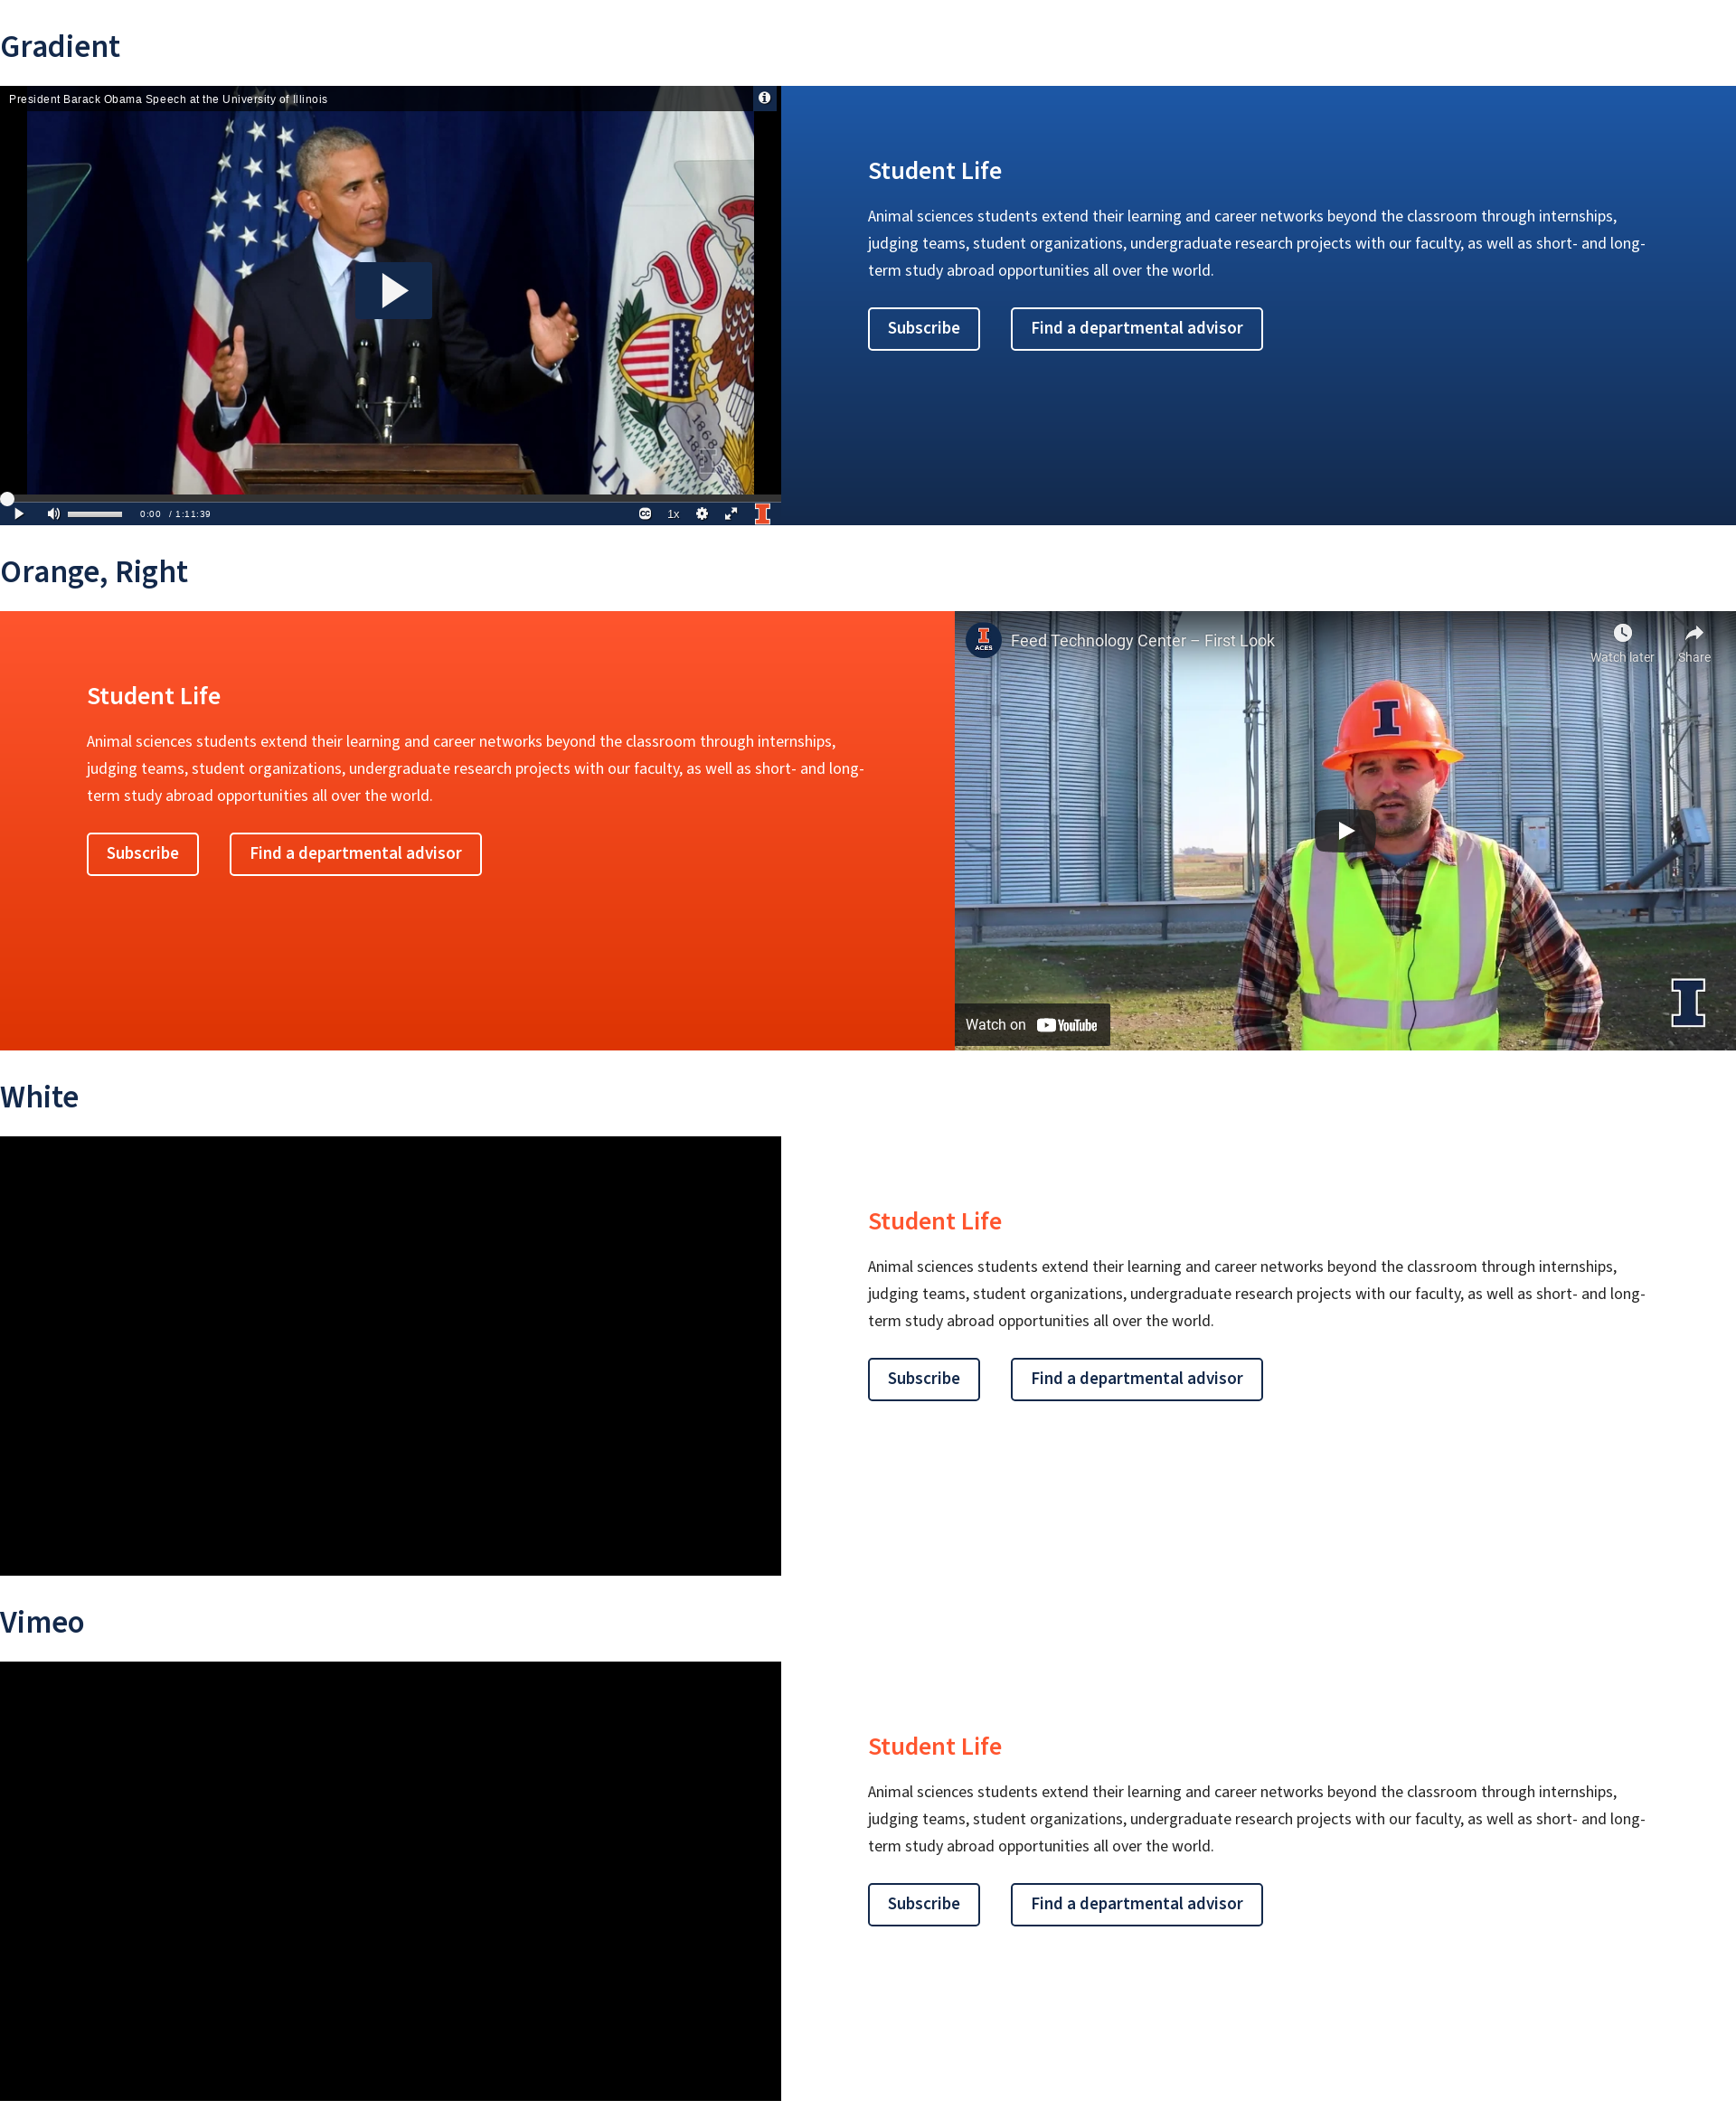 Gradient
President Barack Obama Speech at the University of Illinois
Student Life
Animal sciences students extend their learning and career networks beyond the classroom through internships,
judging teams, student organizations, undergraduate research projects with our faculty, as well as short- and long-
term study abroad opportunities all over the world.
Subscribe
Find a departmental advisor
1868
0:00 / 1:11:39
CC
1x
Orange, Right
Student Life
Animal sciences students extend their learning and career networks beyond the classroom through internships,
judging teams, student organizations, undergraduate research projects with our faculty, as well as short- and long-
term study abroad opportunities all over the world.
Subscribe
Find a departmental advisor
I
ACES
Feed Technology Center – First Look
Watch later
Share
I
Watch on YouTube
I
White
Student Life
Animal sciences students extend their learning and career networks beyond the classroom through internships,
judging teams, student organizations, undergraduate research projects with our faculty, as well as short- and long-
term study abroad opportunities all over the world.
Subscribe
Find a departmental advisor
Vimeo
Student Life
Animal sciences students extend their learning and career networks beyond the classroom through internships,
judging teams, student organizations, undergraduate research projects with our faculty, as well as short- and long-
term study abroad opportunities all over the world.
Subscribe
Find a departmental advisor